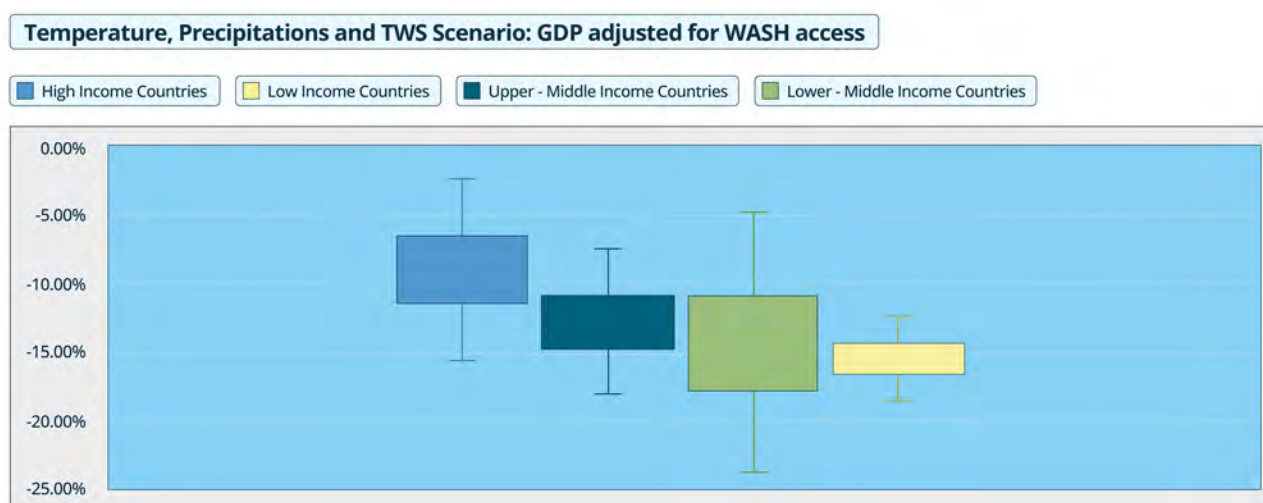 Temperature, Precipitations and TWS Scenario: GDP adjusted for WASH access
High Income Countries
Low Income Countries
Upper - Middle Income Countries
Lower - Middle Income Countries
0.00%
-5.00%
-10.00%
-15.00%
-20.00%
-25.00%